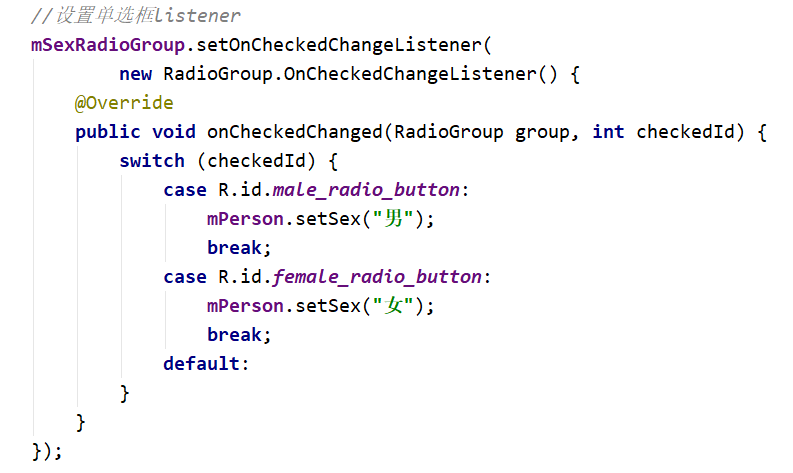 //设置单选框listener
mSexRadioGroup.setOnCheckedChangeListener(
        new RadioGroup.OnCheckedChangeListener() {
    @Override
    public void onCheckedChanged(RadioGroup group, int checkedId) {
        switch (checkedId) {
            case R.id.male_radio_button:
                mPerson.setSex("男");
                break;
            case R.id.female_radio_button:
                mPerson.setSex("女");
                break;
            default:
        }
    }
});